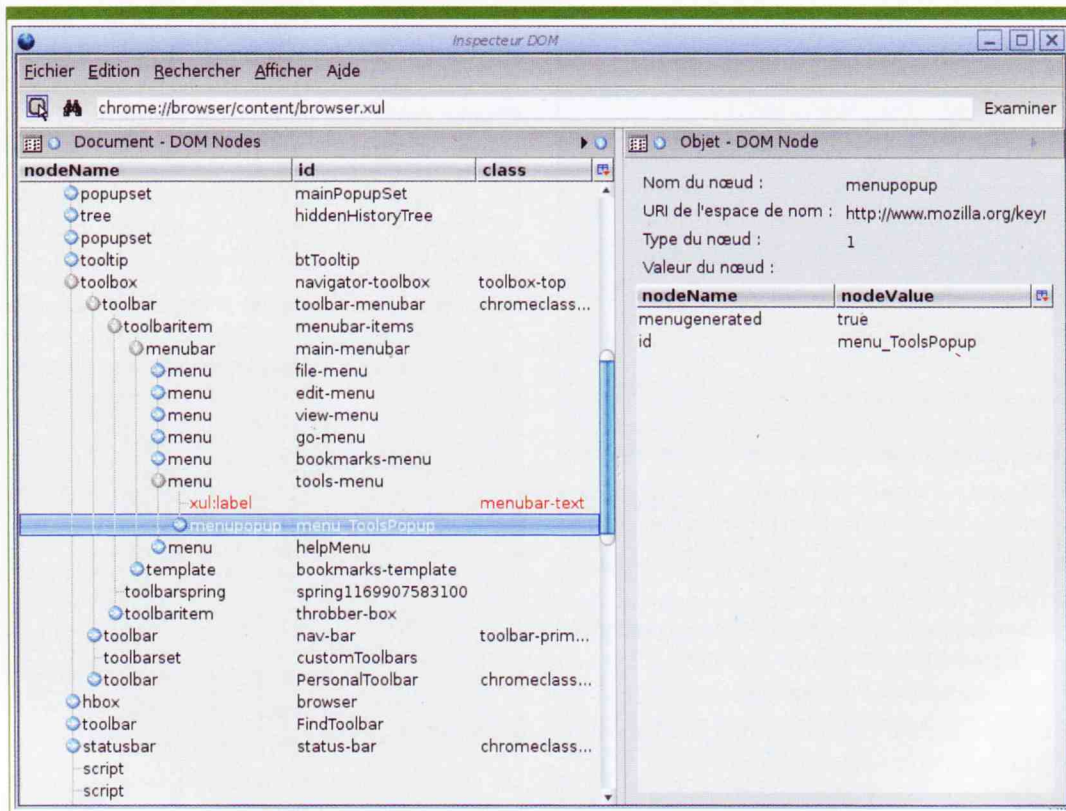 Inspecteur DOM
Fichier Edition Rechercher Afficher Aide
chrome://browser/content/browser.xul Examiner
Document - DOM Nodes
nodeName id class
popupset mainPopupSet
tree hiddenHistoryTree
popupset
tooltip btTooltip
toolbox navigator-toolbox toolbox-top
toolbar toolbar-menubar chromeclass...
toolbaritem menubar-items
menubar main-menubar
menu file-menu
menu edit-menu
menu view-menu
menu go-menu
menu bookmarks-menu
menu tools-menu
xul:label menubar-text
menupopup menu_ToolsPopup
menu helpMenu
template bookmarks-template
toolbarspring spring1169907583100
toolbaritem throbber-box
toolbar nav-bar toolbar-prim...
toolbarset customToolbars
toolbar PersonalToolbar chromeclass...
hbox browser
toolbar FindToolbar
statusbar status-bar chromeclass...
script
script
Objet - DOM Node
Nom du nœud : menupopup
URI de l'espace de nom : http://www.mozilla.org/keyr
Type du nœud : 1
Valeur du nœud :
nodeName nodeValue
menugenerated true
id menu_ToolsPopup